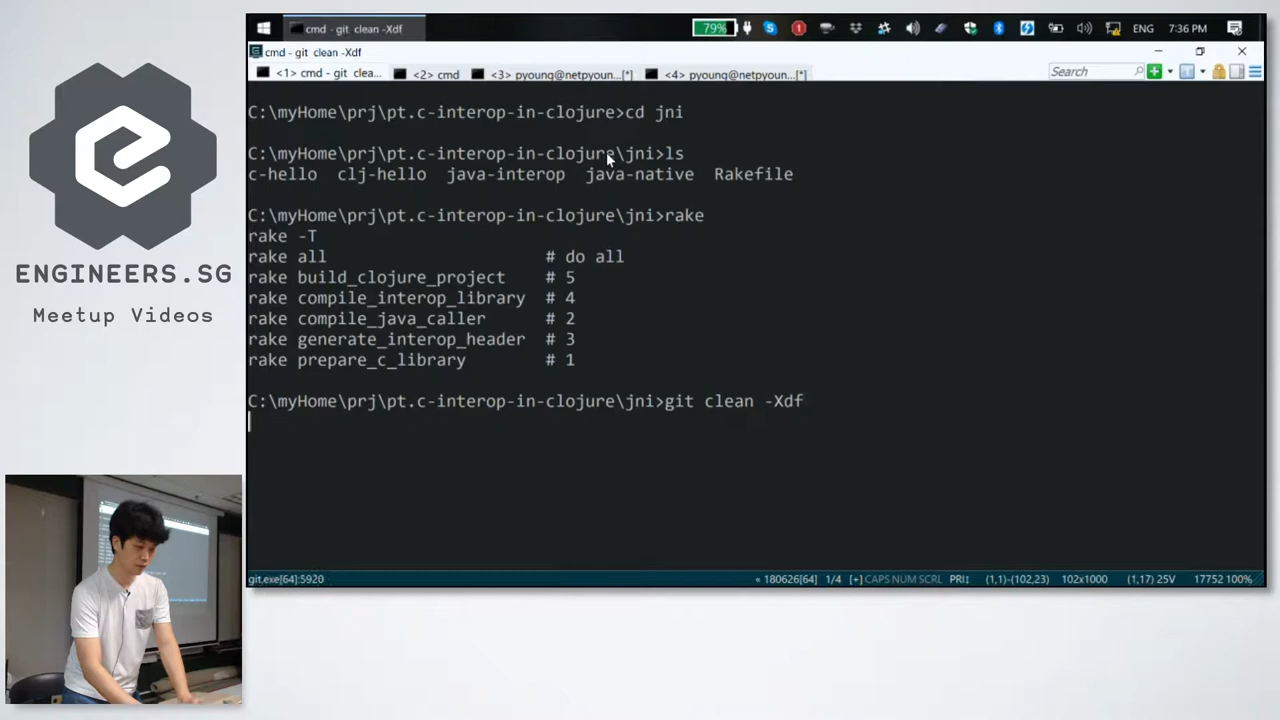 cmd - git clean -Xdf
79%
ENG 7:36 PM
cmd - git clean -Xdf
<1> cmd - git clea... <2> cmd <3> pyoung@netpyoun...[*] <4> pyoung@netpyoun...[*]
Search
C:\myHome\prj\pt.c-interop-in-clojure>cd jni
C:\myHome\prj\pt.c-interop-in-clojure\jni>ls
c-hello clj-hello java-interop java-native Rakefile
C:\myHome\prj\pt.c-interop-in-clojure\jni>rake
rake -T
rake all # do all
rake build_clojure_project # 5
rake compile_interop_library # 4
rake compile_java_caller # 2
rake generate_interop_header # 3
rake prepare_c_library # 1
C:\myHome\prj\pt.c-interop-in-clojure\jni>git clean -Xdf
git.exe[64]:5920 « 180626[64] 1/4 [+] CAPS NUM SCRL PRI↕ (1,1)-(102,23) 102x1000 (1,17) 25V 17752 100%
ENGINEERS.SG
Meetup Videos